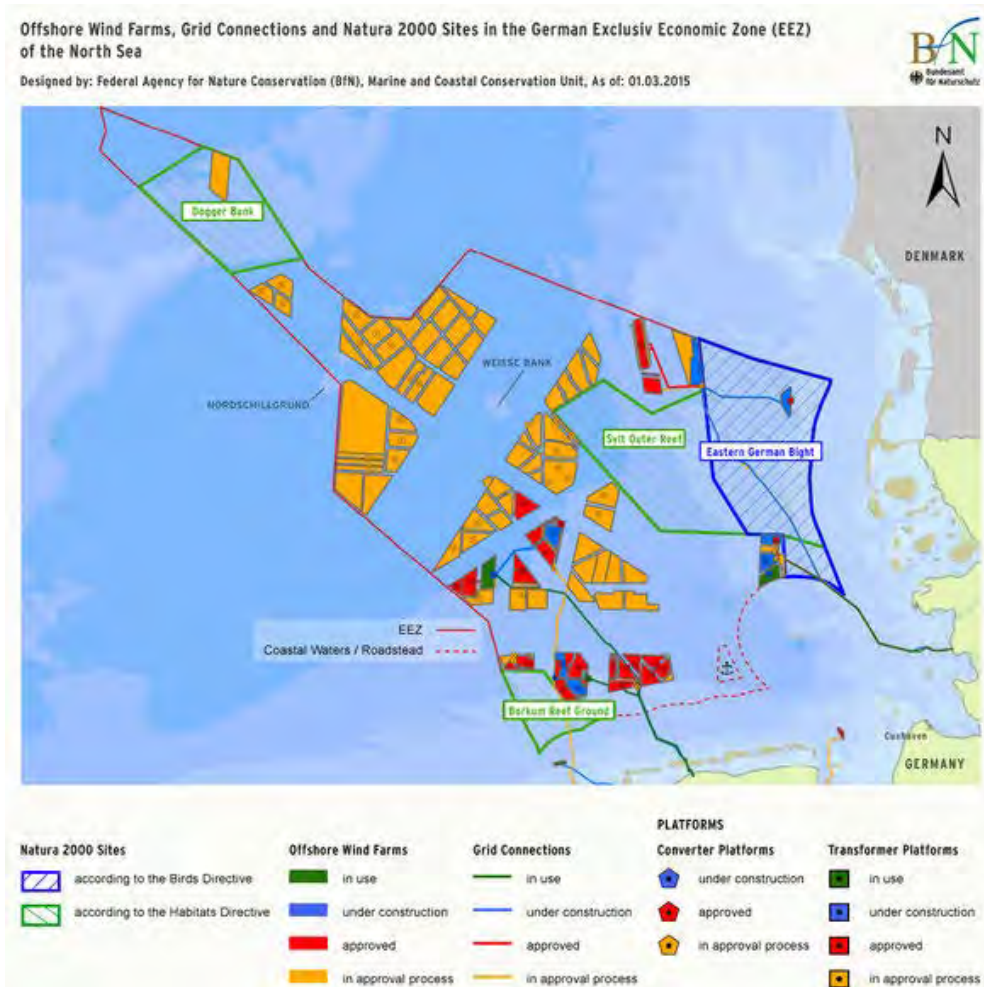 Offshore Wind Farms, Grid Connections and Natura 2000 Sites in the German Exclusiv Economic Zone (EEZ)
of the North Sea
Designed by: Federal Agency for Nature Conservation (BfN), Marine and Coastal Conservation Unit, As of: 01.03.2015
BfN
Bundesamt
für Naturschutz
N
Dogger Bank
DENMARK
WEISSE BANK
NORDSCHILLGRUND
Sylt Outer Reef
Eastern German Bight
EEZ
Coastal Waters / Roadstead
Borkum Reef Ground
Cuxhaven
GERMANY
PLATFORMS
Natura 2000 Sites
Offshore Wind Farms
Grid Connections
Converter Platforms
Transformer Platforms
according to the Birds Directive
in use
in use
under construction
in use
according to the Habitats Directive
under construction
under construction
approved
under construction
approved
approved
in approval process
approved
in approval process
in approval process
in approval process